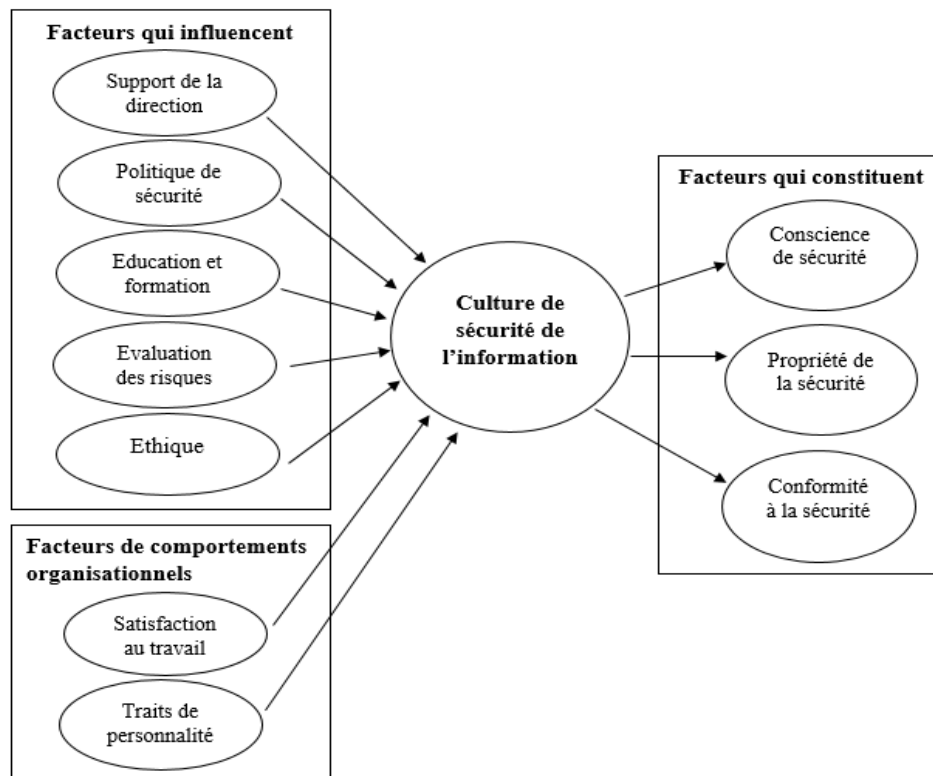 Facteurs qui influencent
Support de la
direction
Politique de
sécurité
Education et
formation
Evaluation
des risques
Ethique
Facteurs de comportements
organisationnels
Satisfaction
au travail
Traits de
personnalité
Culture de
sécurité de
l’information
Facteurs qui constituent
Conscience
de sécurité
Propriété de
la sécurité
Conformité
à la sécurité